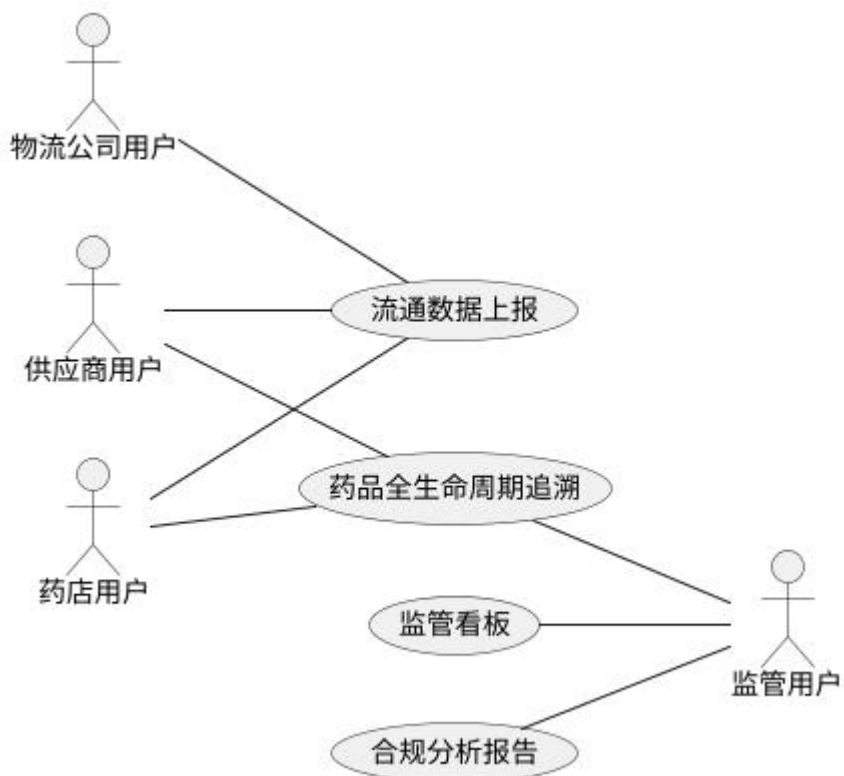 物流公司用户
流通数据上报
供应商用户
药品全生命周期追溯
药店用户
监管看板
监管用户
合规分析报告